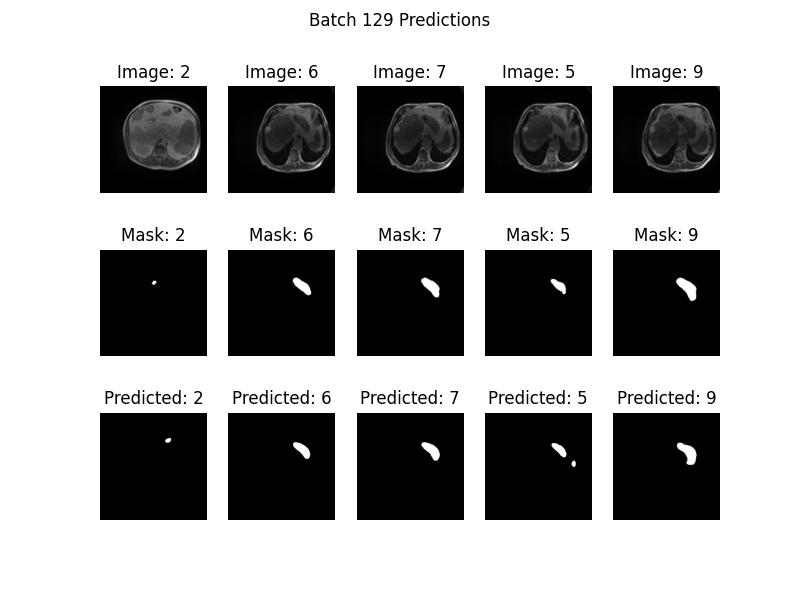 Batch 129 Predictions
Image: 2 Image: 6 Image: 7 Image: 5 Image: 9
Mask: 2 Mask: 6 Mask: 7 Mask: 5 Mask: 9
Predicted: 2 Predicted: 6 Predicted: 7 Predicted: 5 Predicted: 9